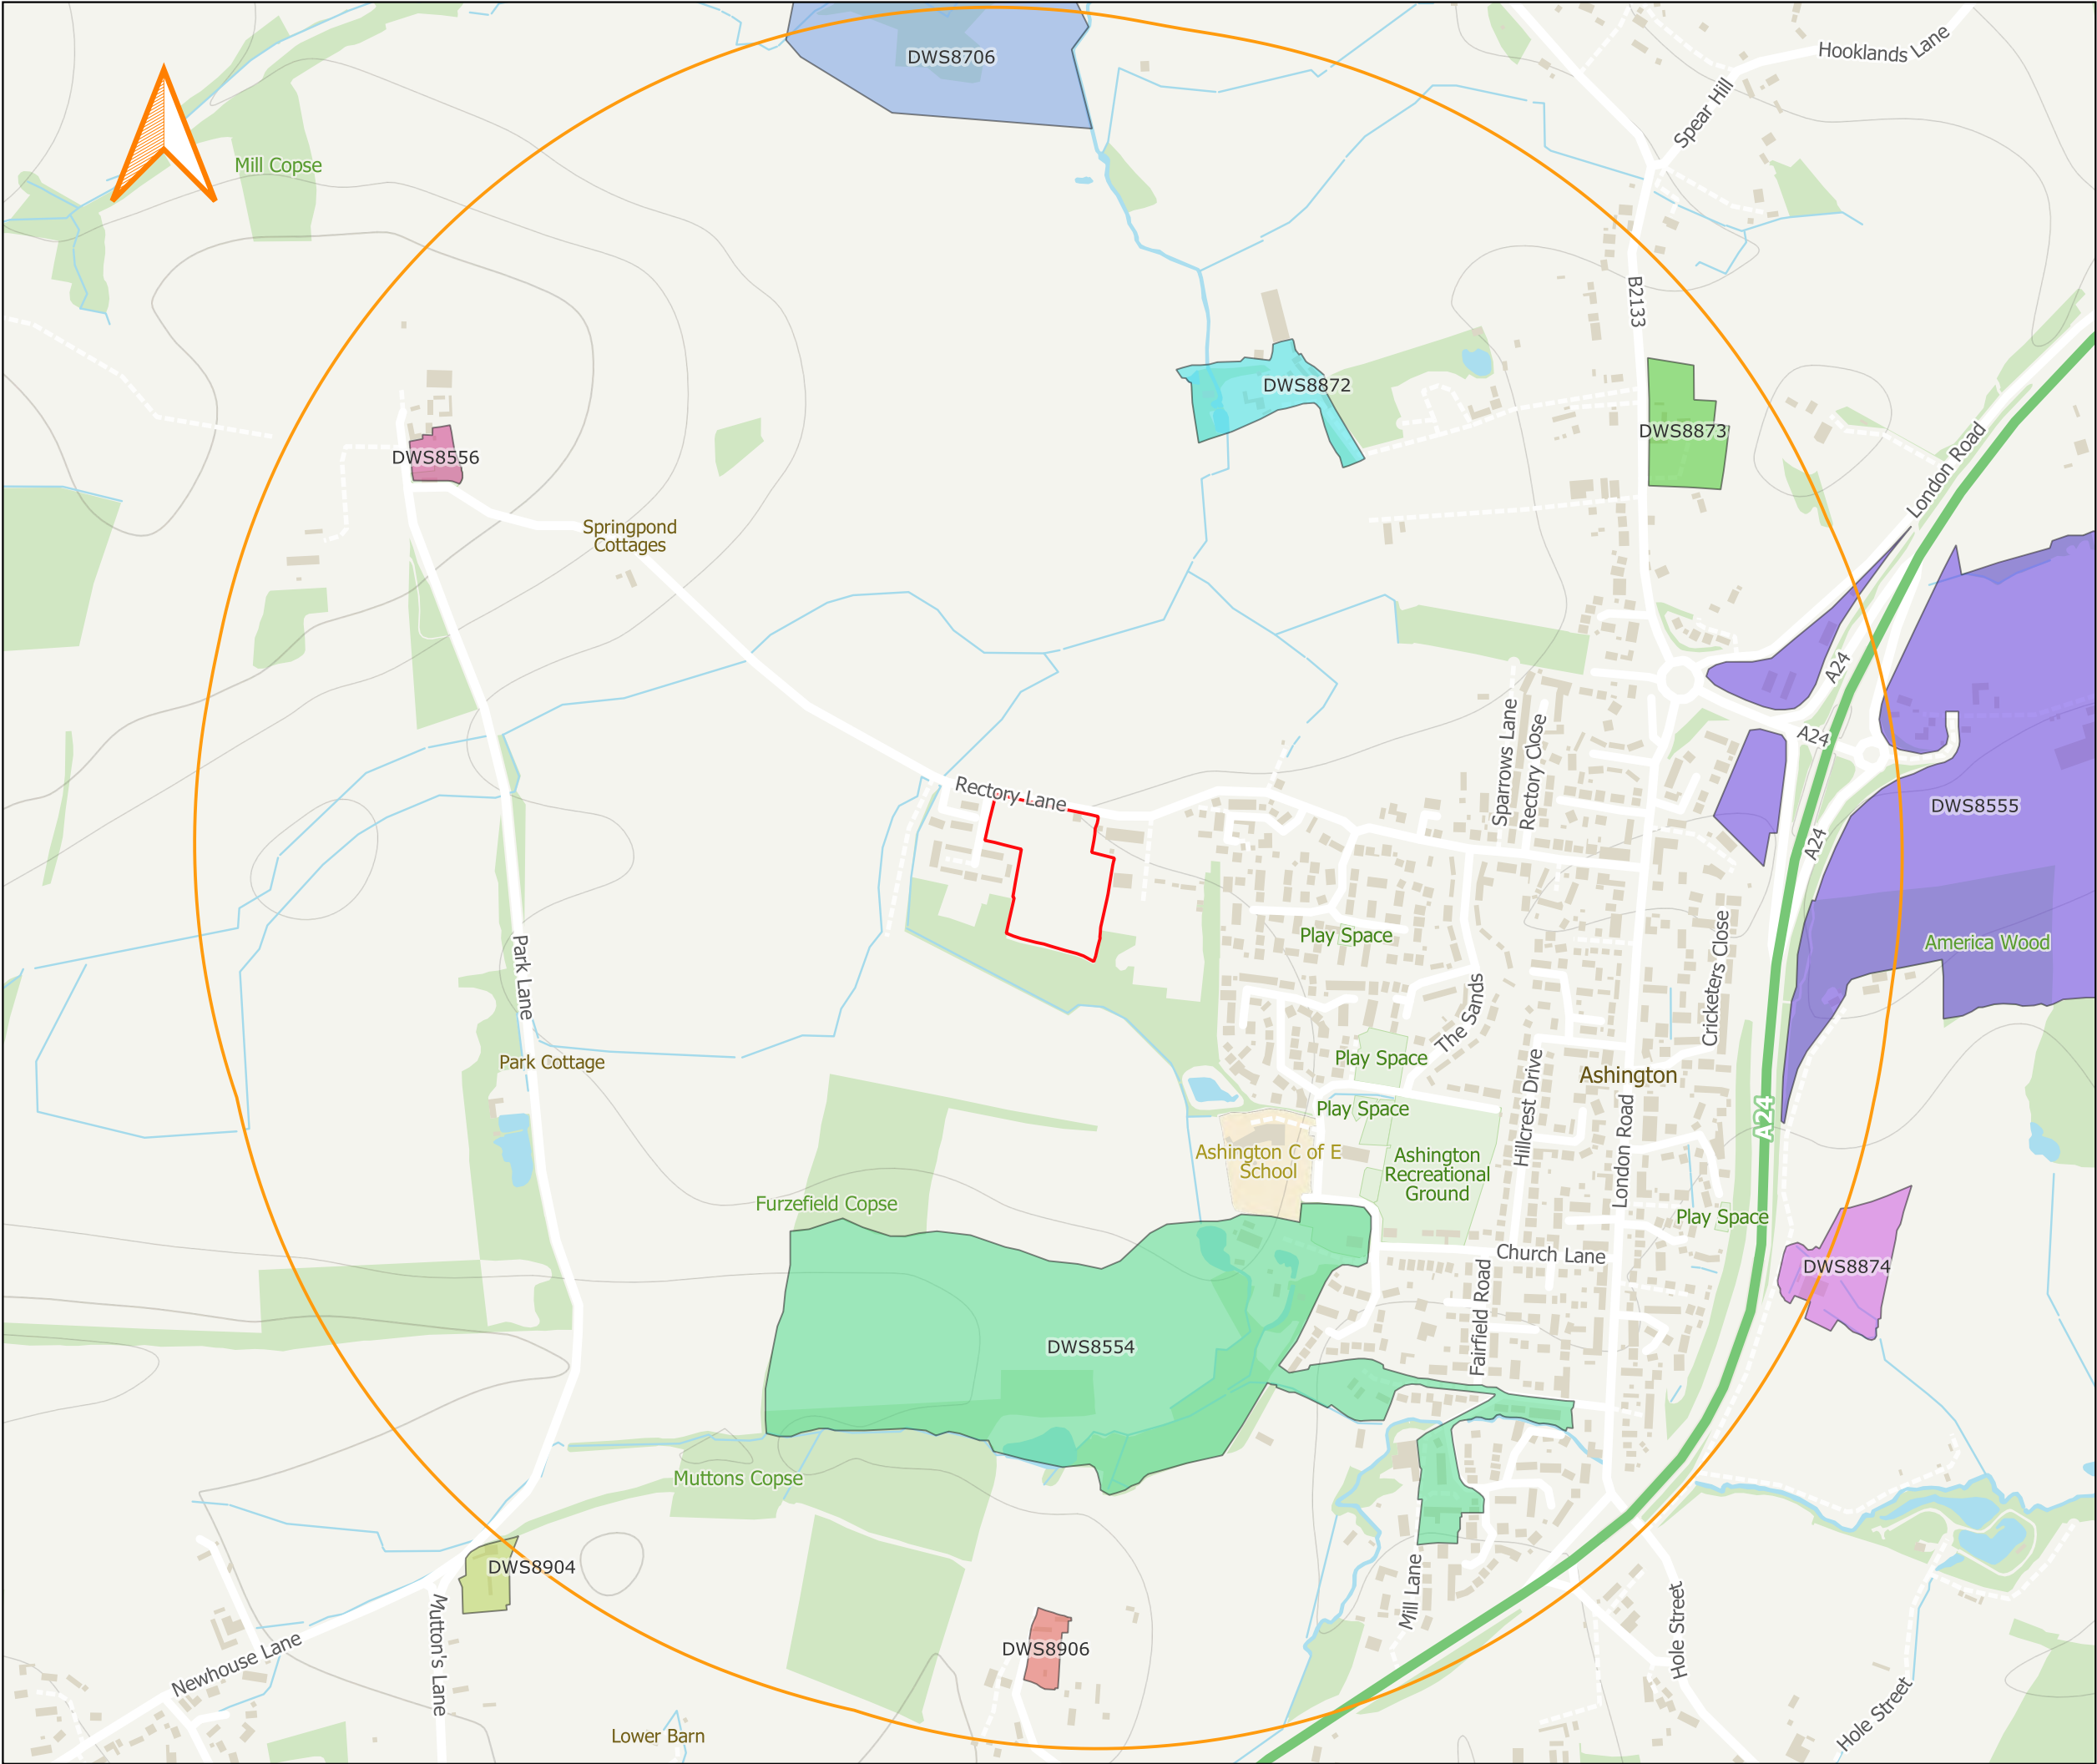 Hooklands Lane
DWS8706
Spear Hill
Mill Copse
B2133
DWS8872
DWS8873
DWS8556
London Road
Springpond
Cottages
A24
Sparrows Lane
Rectory Close
A24
Rectory Lane
DWS8555
A24
Play Space
America Wood
Cricketers Close
Park Lane
The Sands
Park Cottage
Play Space
Ashington
Hillcrest Drive
Play Space
A24
London Road
Ashington C of E
School
Ashington
Recreational
Ground
Furzefield Copse
Play Space
Church Lane
DWS8874
Fairfield Road
DWS8554
Muttons Copse
DWS8904
Mill Lane
Mutton's Lane
Hole Street
DWS8906
Newhouse Lane
Hole Street
Lower Barn